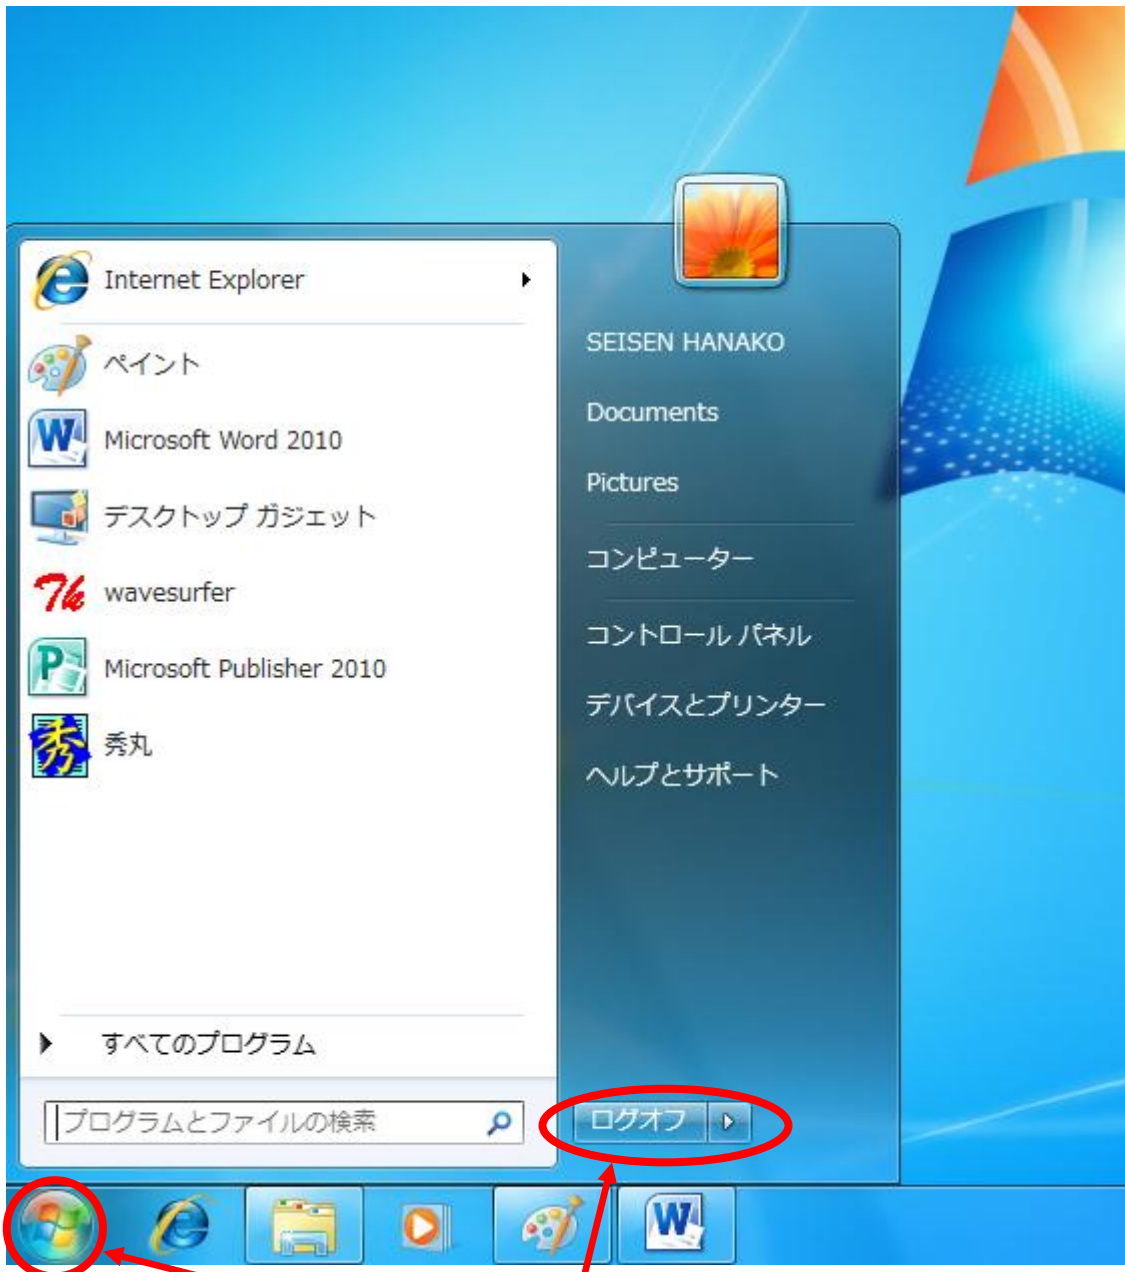 Internet Explorer
ペイント
Microsoft Word 2010
デスクトップ ガジェット
wavesurfer
Microsoft Publisher 2010
秀丸
すべてのプログラム
プログラムとファイルの検索
SEISEN HANAKO
Documents
Pictures
コンピューター
コントロール パネル
デバイスとプリンター
ヘルプとサポート
ログオフ